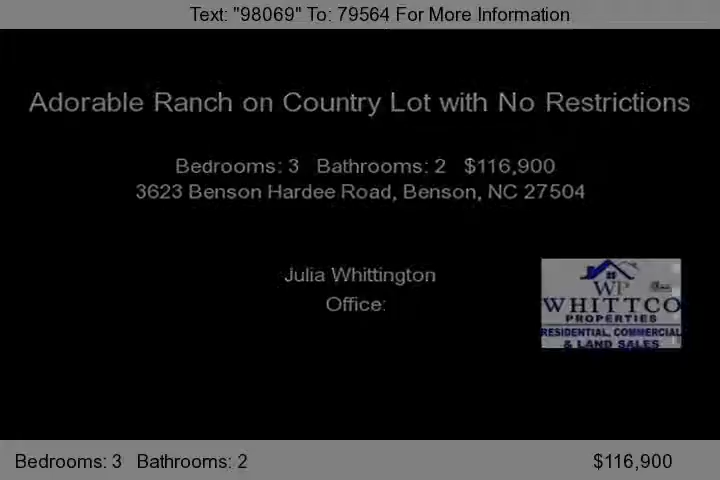 Text: "98069" To: 79564 For More Information
Adorable Ranch on Country Lot with No Restrictions
Bedrooms: 3 Bathrooms: 2 $116,900
3623 Benson Hardee Road, Benson, NC 27504
Julia Whittington
Office:
WP
WHITTCO
PROPERTIES
RESIDENTIAL, COMMERCIAL
& LAND SALES
Bedrooms: 3 Bathrooms: 2 $116,900